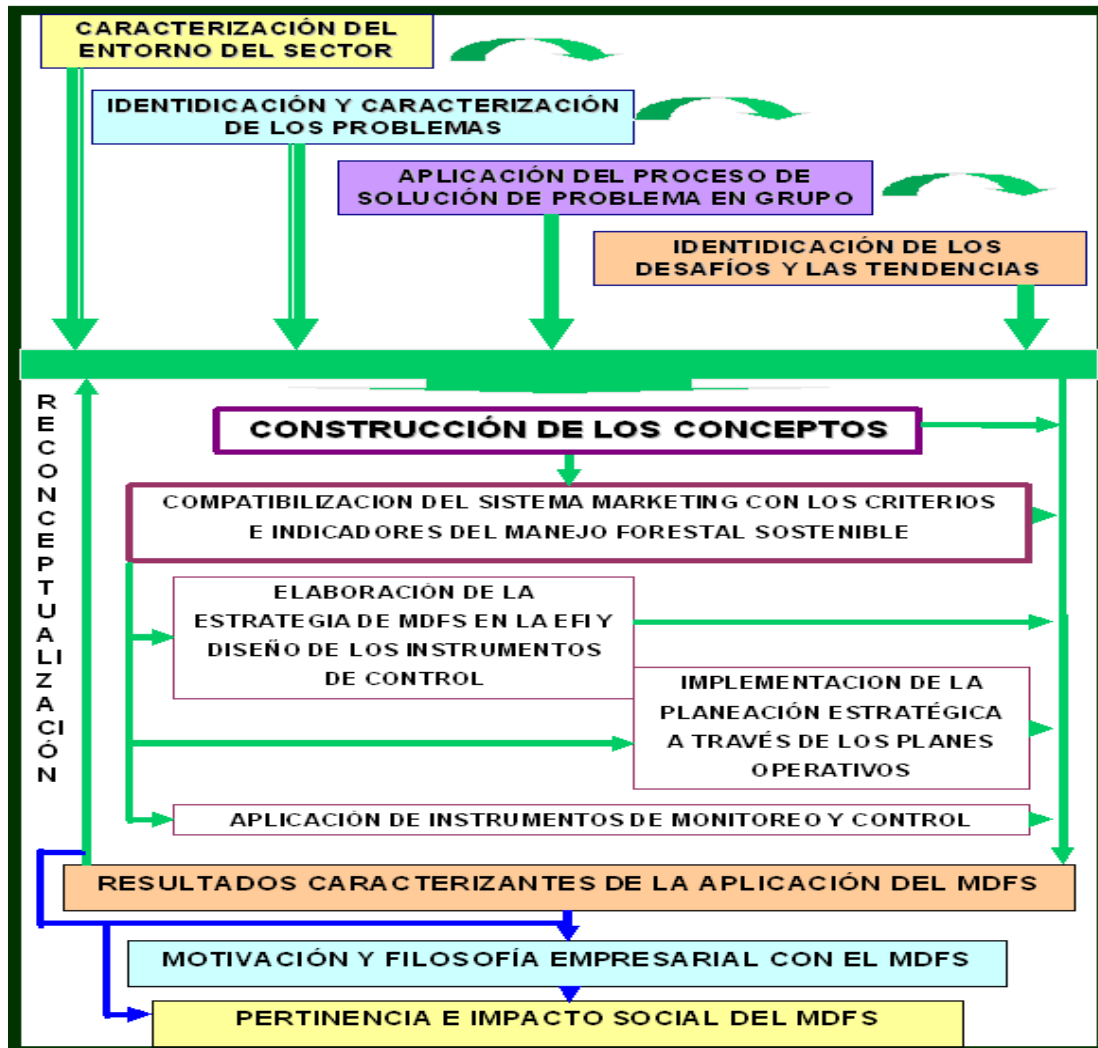 CARACTERIZACIÓN DEL
ENTORNO DEL SECTOR
IDENTIDICACIÓN Y CARACTERIZACIÓN
DE LOS PROBLEMAS
APLICACIÓN DEL PROCESO DE
SOLUCIÓN DE PROBLEMA EN GRUPO
IDENTIDICACIÓN DE LOS
DESAFÍOS Y LAS TENDENCIAS
RECONCEPTUALIZACIÓN
CONSTRUCCIÓN DE LOS CONCEPTOS
COMPATIBILIZACION DEL SISTEMA MARKETING CON LOS CRITERIOS
E INDICADORES DEL MANEJO FORESTAL SOSTENIBLE
ELABORACIÓN DE LA
ESTRATEGIA DE MDFS EN LA EFI Y
DISEÑO DE LOS INSTRUMENTOS
DE CONTROL
IMPLEMENTACION DE LA
PLANEACIÓN ESTRATÉGICA
A TRAVÉS DE LOS PLANES
OPERATIVOS
APLICACIÓN DE INSTRUMENTOS DE MONITOREO Y CONTROL
RESULTADOS CARACTERIZANTES DE LA APLICACIÓN DEL MDFS
MOTIVACIÓN Y FILOSOFÍA EMPRESARIAL CON EL MDFS
PERTINENCIA E IMPACTO SOCIAL DEL MDFS